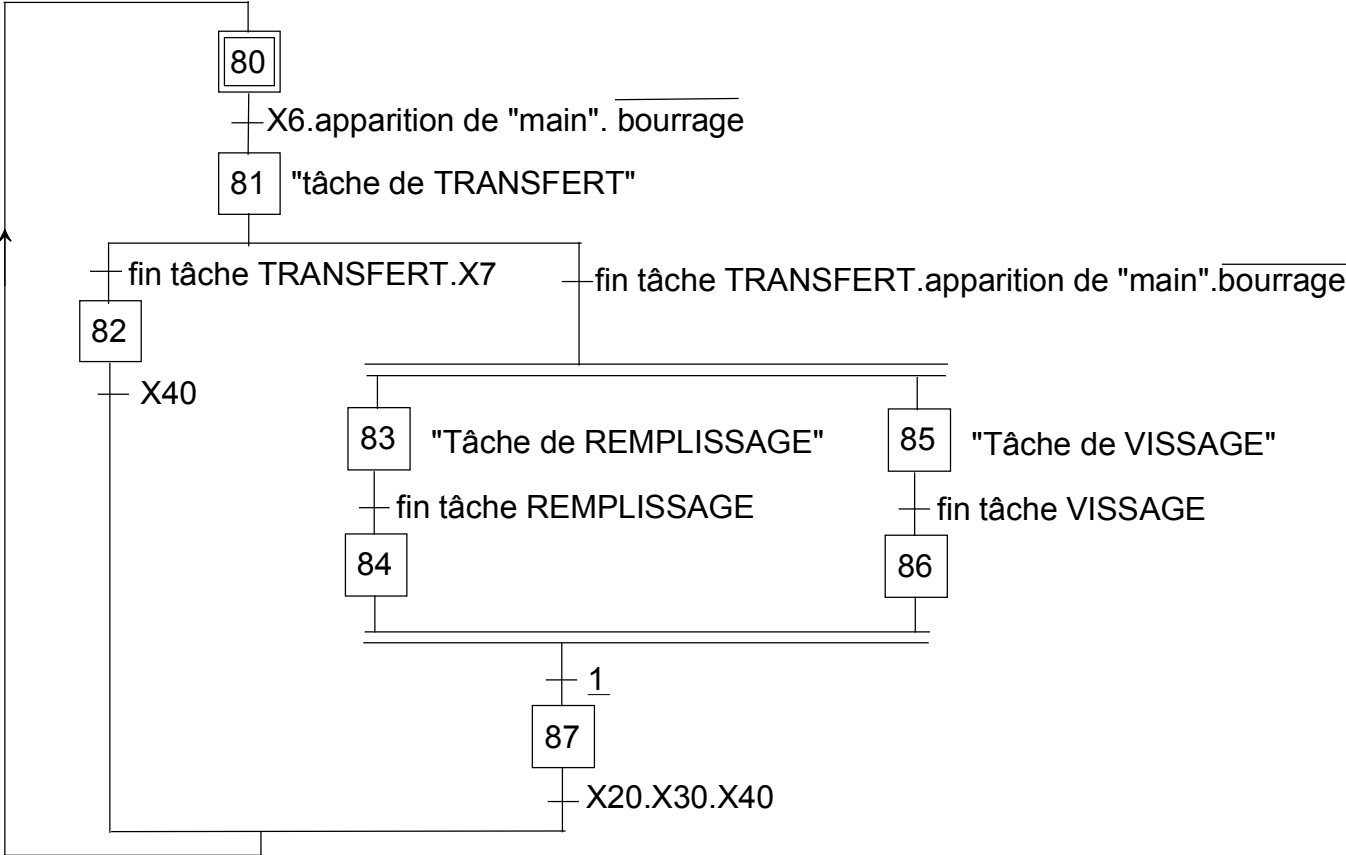 80
X6.apparition de "main". bourrage
81 "tâche de TRANSFERT"
fin tâche TRANSFERT.X7
fin tâche TRANSFERT.apparition de "main".bourrage
82
X40
83 "Tâche de REMPLISSAGE"
85 "Tâche de VISSAGE"
fin tâche REMPLISSAGE
fin tâche VISSAGE
84
86
1
87
X20.X30.X40